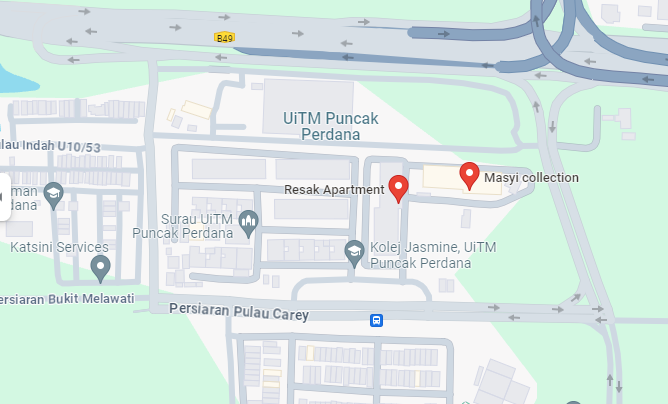 B49
UiTM Puncak
Perdana
ulau Indah U10/53
Masyi collection
Resak Apartment
man
dana
Surau UiTM
Puncak Perdana
Katsini Services
Kolej Jasmine, UiTM
Puncak Perdana
ersiaran Bukit Melawati
Persiaran Pulau Carey